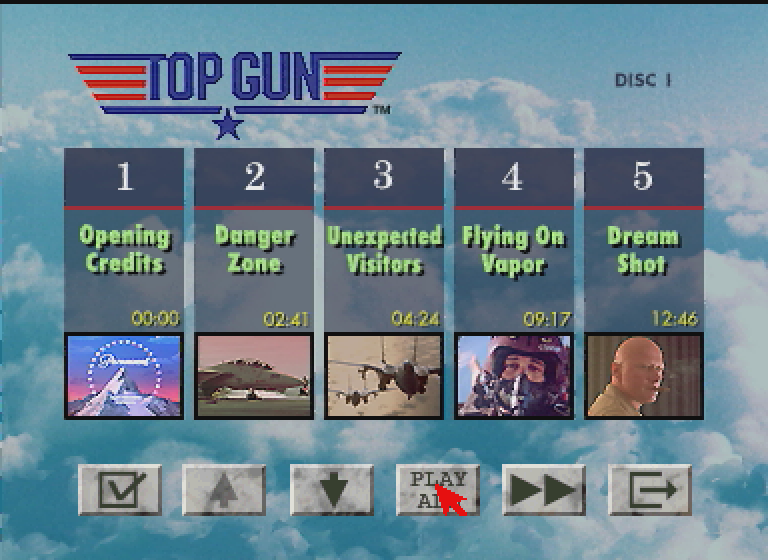 TOP GUN
TM
DISC 1
1
2
3
4
5
Opening
Credits
Danger
Zone
Unexpected
Visitors
Flying On
Vapor
Dream
Shot
00:00
02:41
04:24
09:17
12:46
Paramount
PLAY